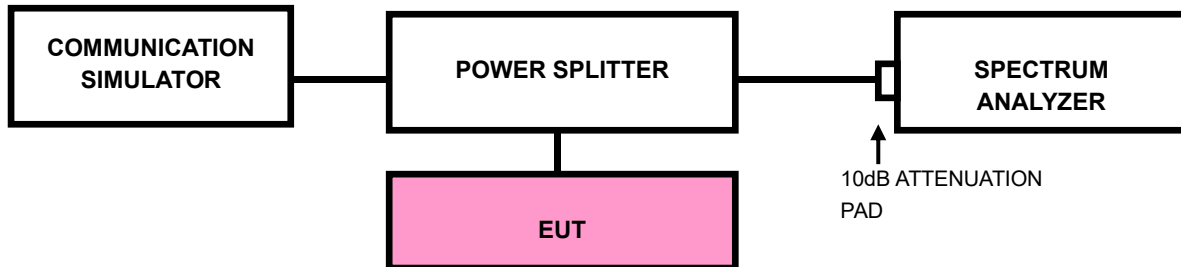 COMMUNICATION
SIMULATOR
POWER SPLITTER
SPECTRUM
ANALYZER
10dB ATTENUATION
PAD
EUT